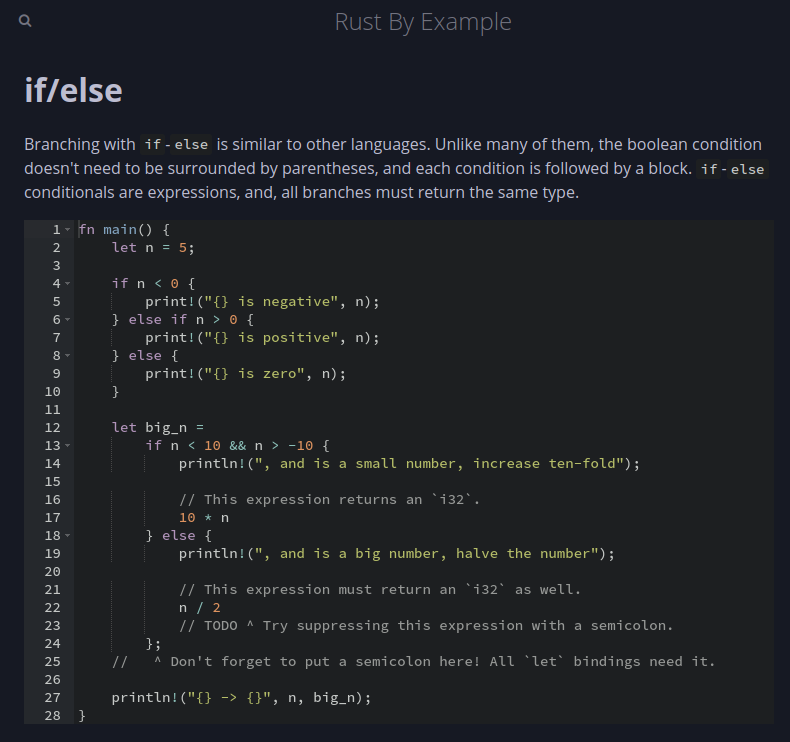 Rust By Example
if/else
Branching with if-else is similar to other languages. Unlike many of them, the boolean condition
doesn't need to be surrounded by parentheses, and each condition is followed by a block. if-else
conditionals are expressions, and, all branches must return the same type.
1 fn main() {
2     let n = 5;
3
4     if n < 0 {
5         print!("{} is negative", n);
6     } else if n > 0 {
7         print!("{} is positive", n);
8     } else {
9         print!("{} is zero", n);
10     }
11
12     let big_n =
13         if n < 10 && n > -10 {
14             println!(", and is a small number, increase ten-fold");
15
16             // This expression returns an `i32`.
17             10 * n
18         } else {
19             println!(", and is a big number, halve the number");
20
21             // This expression must return an `i32` as well.
22             n / 2
23             // TODO ^ Try suppressing this expression with a semicolon.
24         };
25     //   ^ Don't forget to put a semicolon here! All `let` bindings need it.
26
27     println!("{} -> {}", n, big_n);
28 }